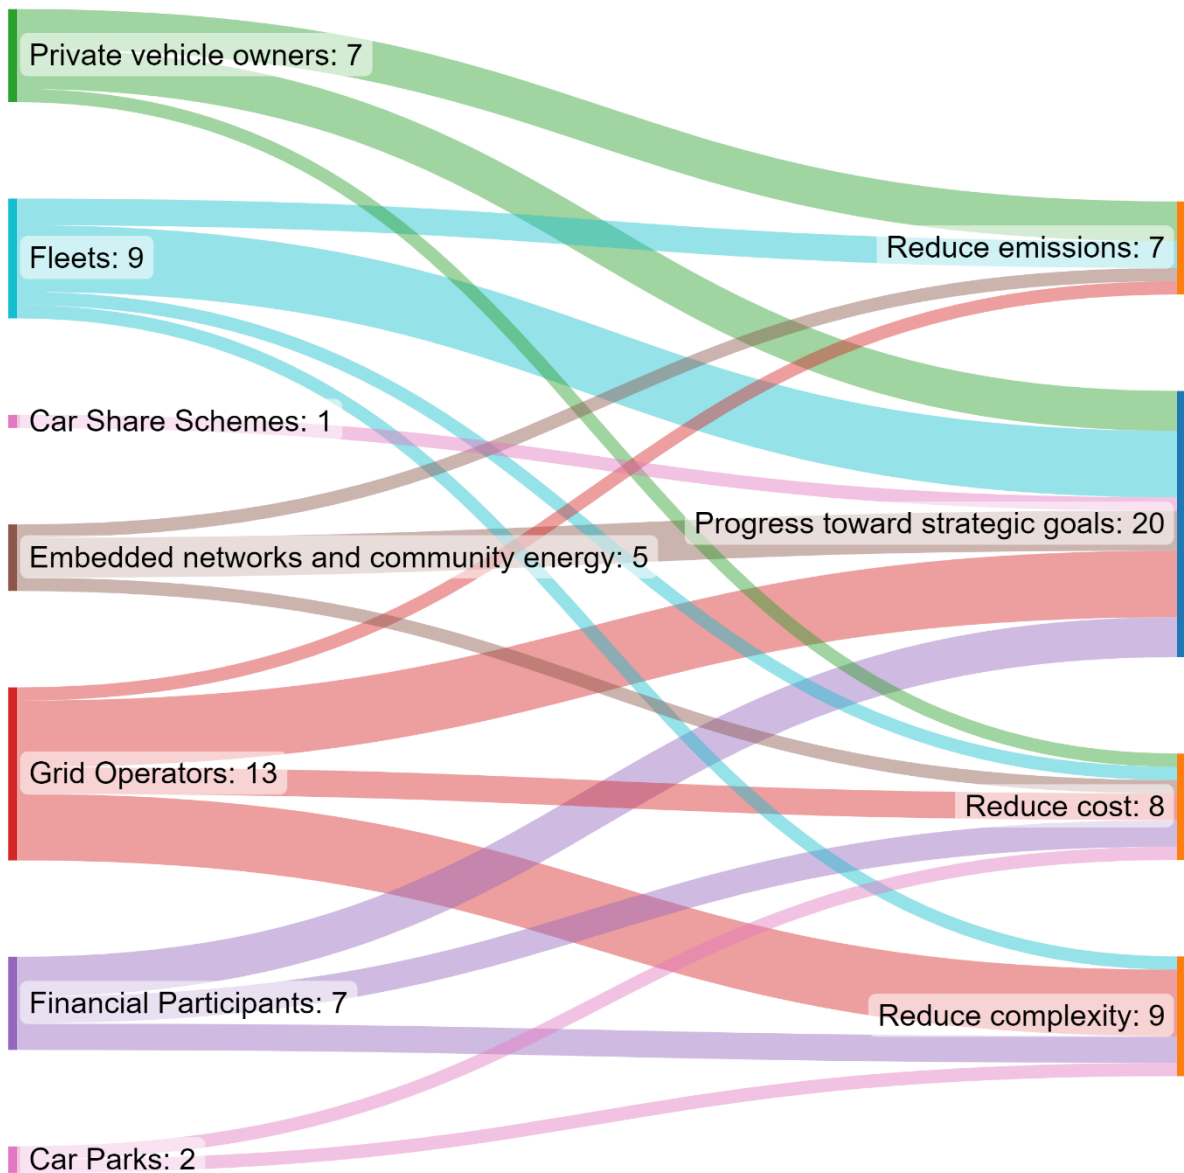 Private vehicle owners: 7
Fleets: 9
Car Share Schemes: 1
Embedded networks and community energy: 5
Grid Operators: 13
Financial Participants: 7
Car Parks: 2
Reduce emissions: 7
Progress toward strategic goals: 20
Reduce cost: 8
Reduce complexity: 9